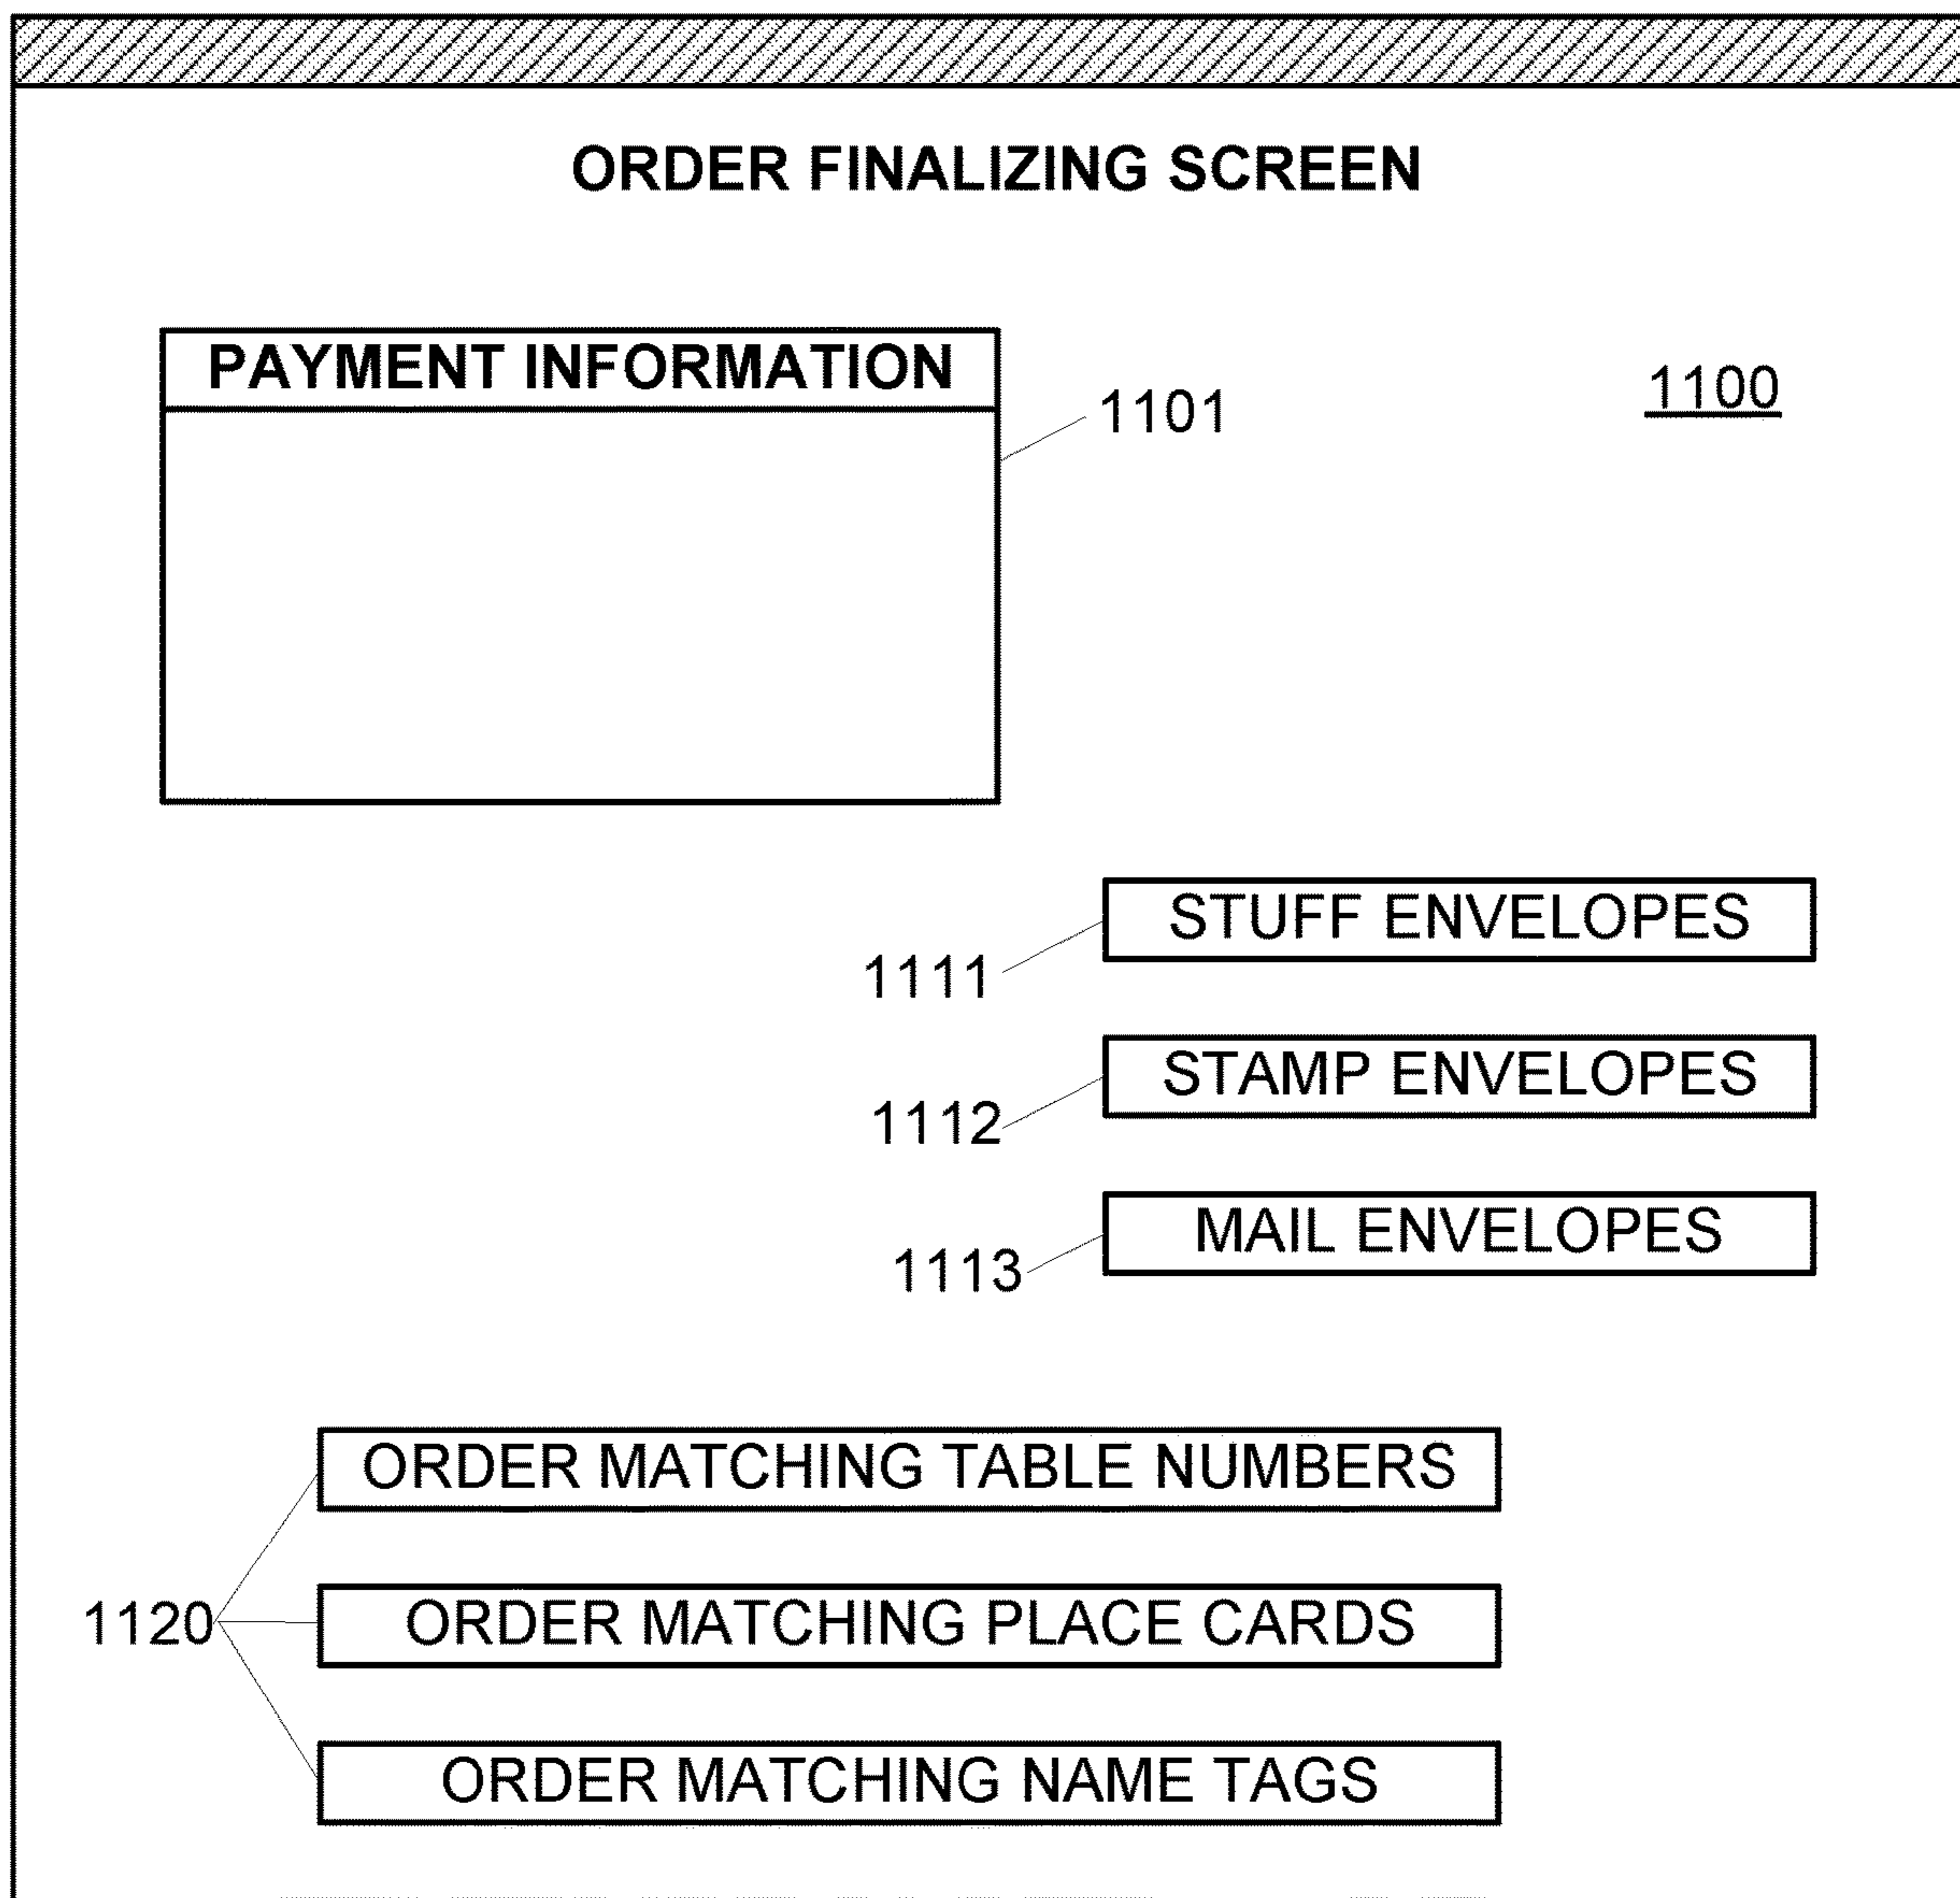 ORDER FINALIZING SCREEN
PAYMENT INFORMATION
1101
1100
STUFF ENVELOPES
1111
STAMP ENVELOPES
1112
MAIL ENVELOPES
1113
ORDER MATCHING TABLE NUMBERS
1120
ORDER MATCHING PLACE CARDS
ORDER MATCHING NAME TAGS